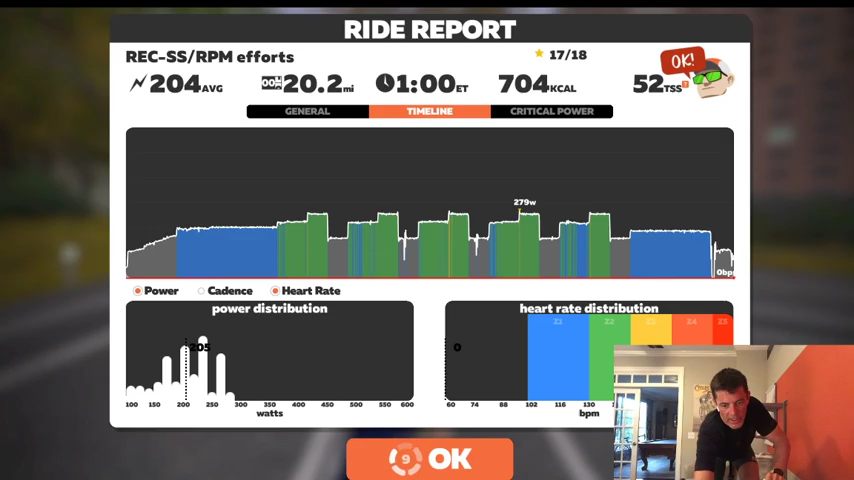 RIDE REPORT
REC-SS/RPM efforts
17/18
OK!
204AVG
20.2mi
1:00ET
704KCAL
52TSS
GENERAL
TIMELINE
CRITICAL POWER
279w
0bp
Power
Cadence
Heart Rate
power distribution
heart rate distribution
Z1
Z2
Z3
Z4
Z5
205
0
100 150 200 250 300 350 400 450 500 550 600
60 74 88 102 116 130
watts
bpm
9 OK